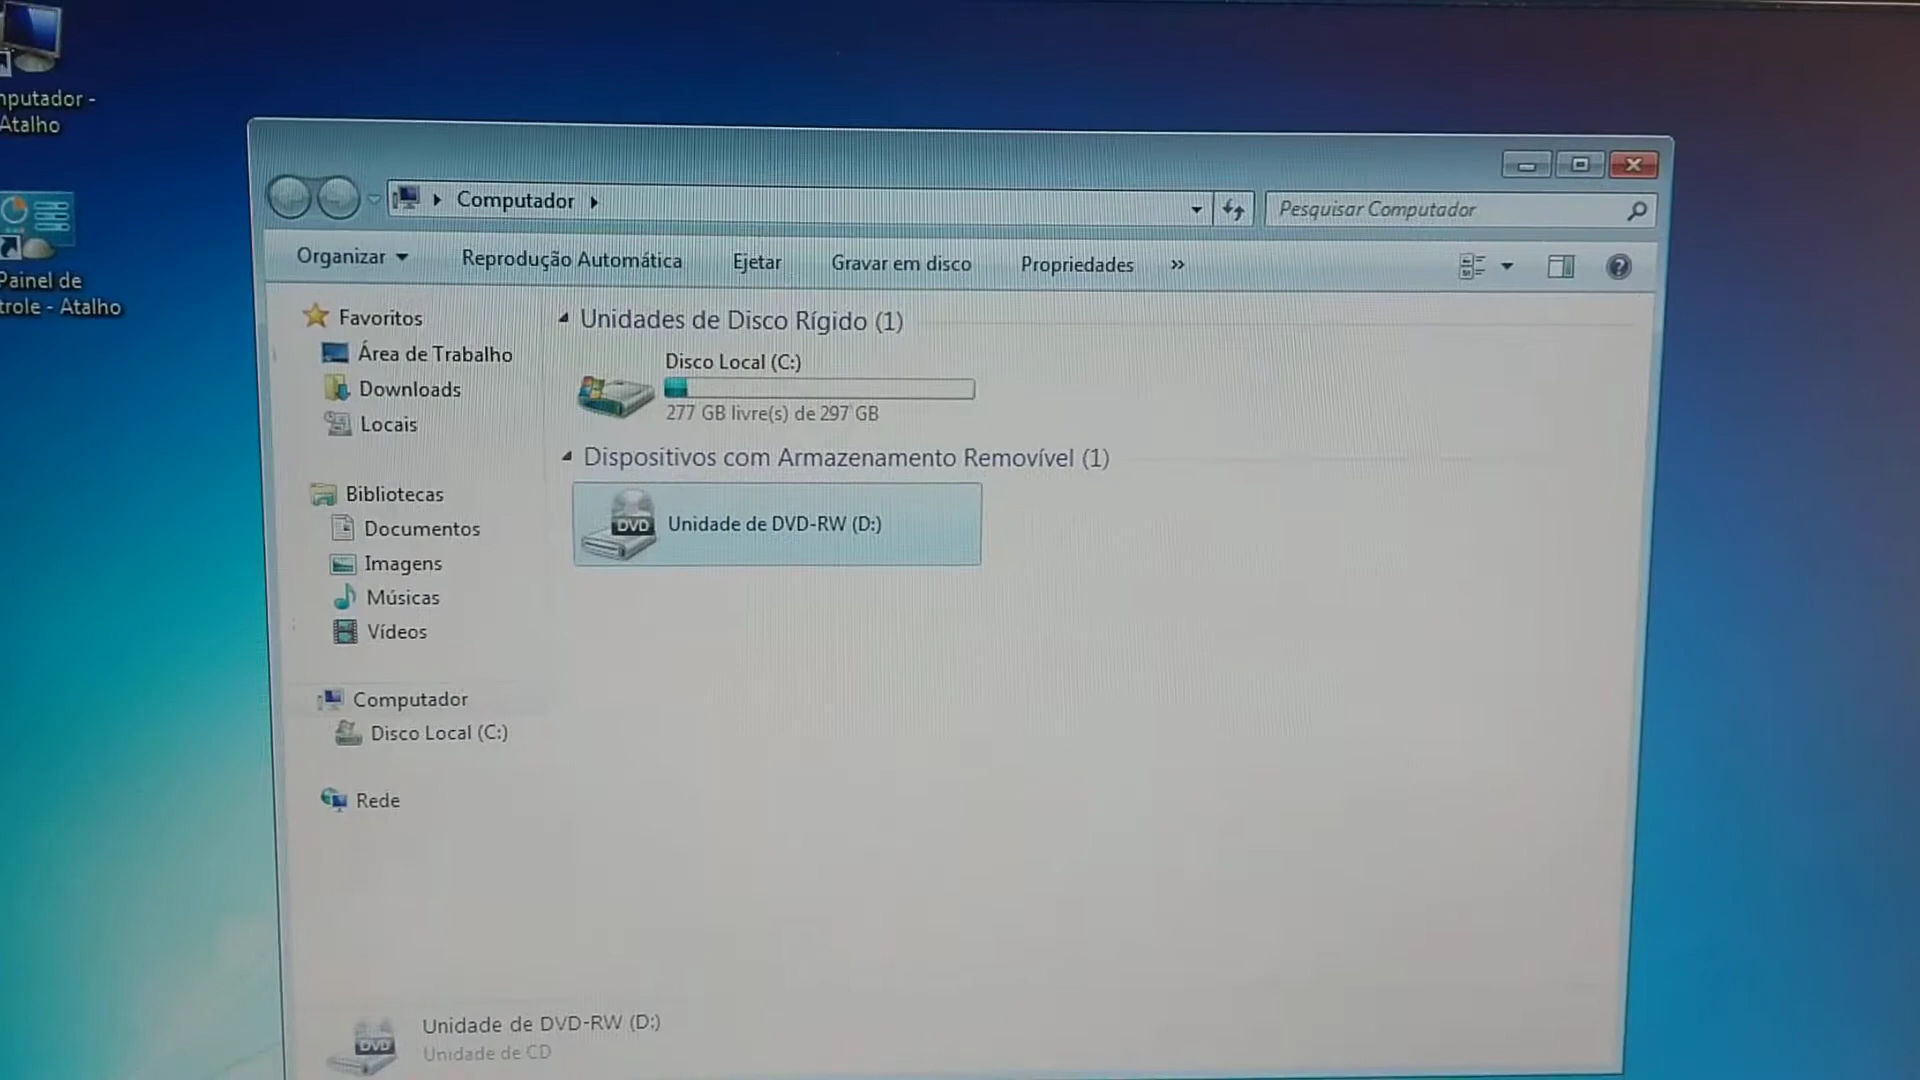 mputador -
Atalho
Painel de
trole - Atalho
Computador
Pesquisar Computador
Organizar
Reprodução Automática
Ejetar
Gravar em disco
Propriedades
»
Favoritos
Área de Trabalho
Downloads
Locais
Bibliotecas
Documentos
Imagens
Músicas
Vídeos
Computador
Disco Local (C:)
Rede
Unidades de Disco Rígido (1)
Disco Local (C:)
277 GB livre(s) de 297 GB
Dispositivos com Armazenamento Removível (1)
DVD
Unidade de DVD-RW (D:)
DVD
Unidade de DVD-RW (D:)
Unidade de CD